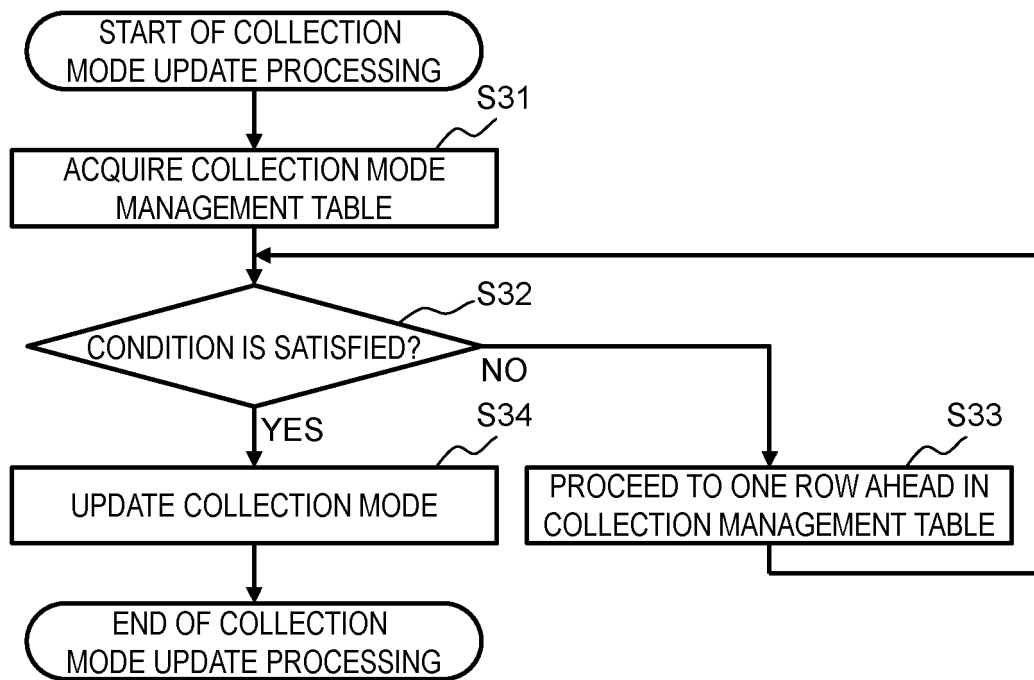 START OF COLLECTION
MODE UPDATE PROCESSING
S31
ACQUIRE COLLECTION MODE
MANAGEMENT TABLE
S32
CONDITION IS SATISFIED?
NO
YES
S34
UPDATE COLLECTION MODE
S33
PROCEED TO ONE ROW AHEAD IN
COLLECTION MANAGEMENT TABLE
END OF COLLECTION
MODE UPDATE PROCESSING